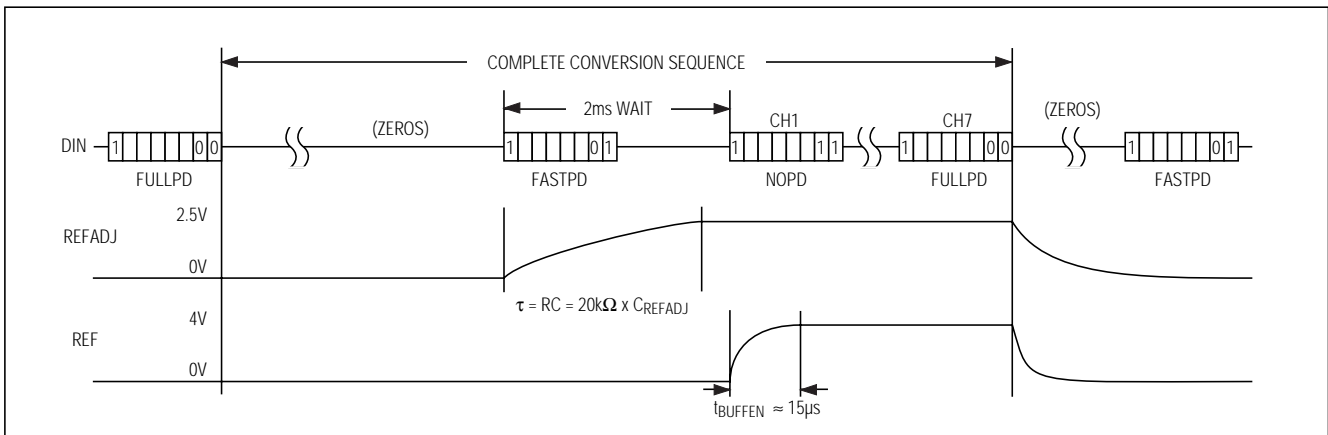 COMPLETE CONVERSION SEQUENCE
2ms WAIT
(ZEROS) CH1 CH7 (ZEROS)
DIN 1 0 0 1 0 1 1 1 1 1 0 0 1 0 1
FULLPD FASTPD NOPD FULLPD FASTPD
2.5V
REFADJ
0V
τ = RC = 20kΩ x CREFADJ
4V
REF
0V
tBUFFEN ≈ 15µs